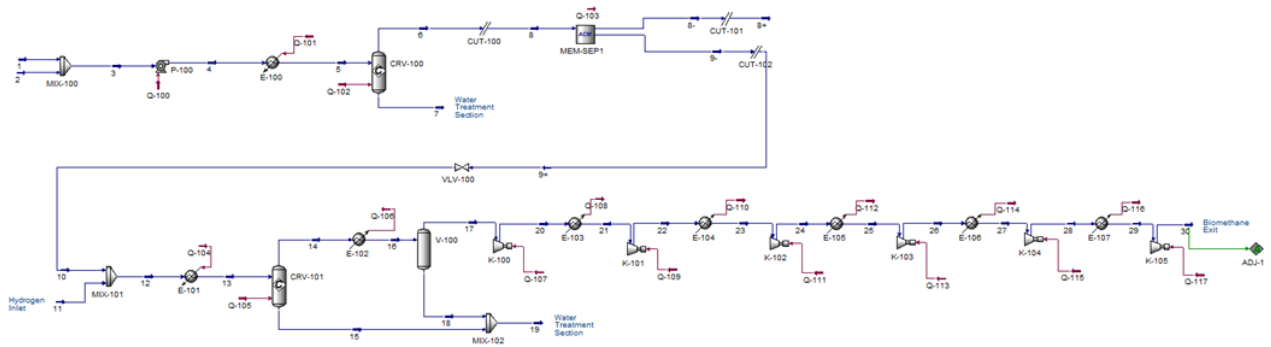 Q-103
8-
CUT-101
8+
6
CUT-100
8
ACM
MEM-SEP1
Q-101
9-
CUT-102
1
2
MIX-100
3
P-100
4
E-100
5
CRV-100
C
Q-100
Q-102
7
Water
Treatment
Section
VLV-100
9+
Q-106
14
E-102
16
V-100
17
K-100
Q-107
20
Q-108
E-103
21
K-101
Q-109
22
Q-110
E-104
23
K-102
Q-111
24
Q-112
E-105
25
K-103
Q-113
26
Q-114
E-106
27
K-104
Q-115
28
Q-116
E-107
29
K-105
Q-117
30
Biomethane
Exit
ADJ-1
10
Hydrogen
Inlet
11
MIX-101
12
Q-104
E-101
13
CRV-101
C
Q-105
15
18
MIX-102
19
Water
Treatment
Section